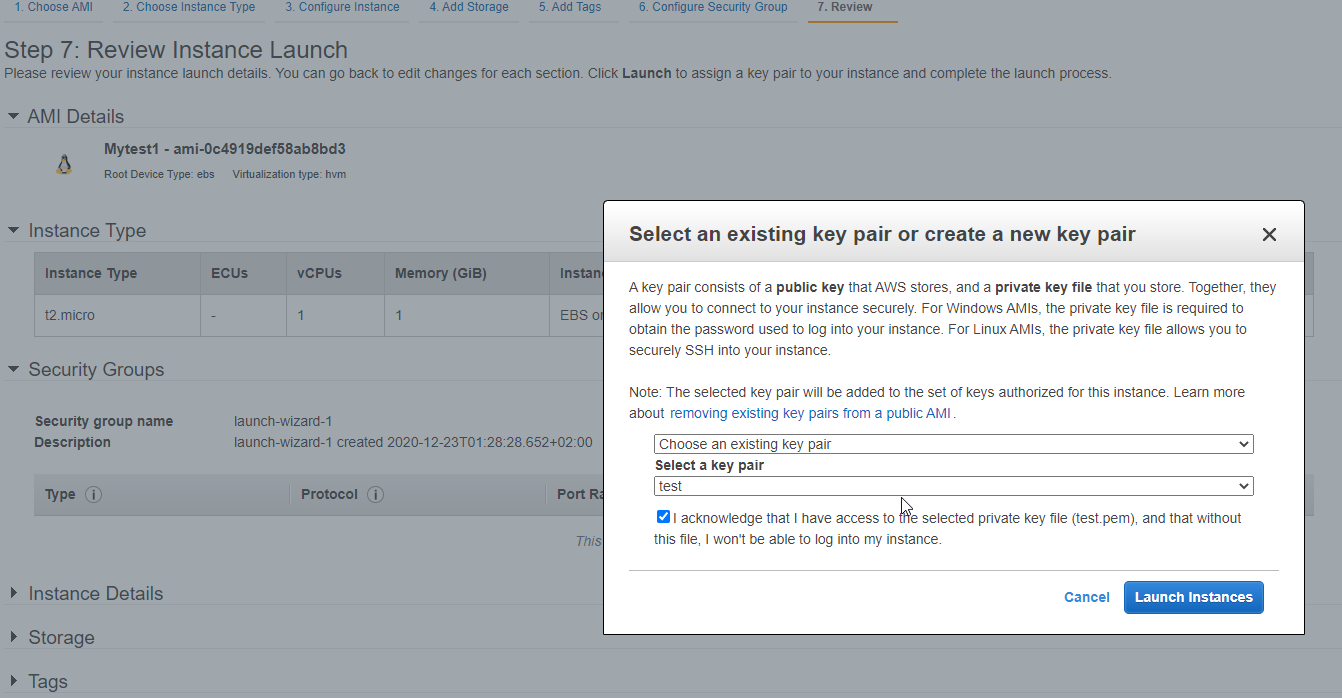 1. Choose AMI 2. Choose Instance Type 3. Configure Instance 4. Add Storage 5. Add Tags 6. Configure Security Group 7. Review
Step 7: Review Instance Launch
Please review your instance launch details. You can go back to edit changes for each section. Click Launch to assign a key pair to your instance and complete the launch process.
AMI Details
Mytest1 - ami-0c4919def58ab8bd3
Root Device Type: ebs Virtualization type: hvm
Instance Type
Instance Type ECUs vCPUs Memory (GiB)
t2.micro - 1 1 EBS
Security Groups
Security group name launch-wizard-1
Description launch-wizard-1 created 2020-12-23T01:28:28.652+02:00
Type Protocol Port
This
Instance Details
Storage
Tags
Select an existing key pair or create a new key pair
A key pair consists of a public key that AWS stores, and a private key file that you store. Together, they
allow you to connect to your instance securely. For Windows AMIs, the private key file is required to
obtain the password used to log into your instance. For Linux AMIs, the private key file allows you to
securely SSH into your instance.
Note: The selected key pair will be added to the set of keys authorized for this instance. Learn more
about removing existing key pairs from a public AMI .
Choose an existing key pair
Select a key pair
test
I acknowledge that I have access to the selected private key file (test.pem), and that without
this file, I won't be able to log into my instance.
Cancel Launch Instances